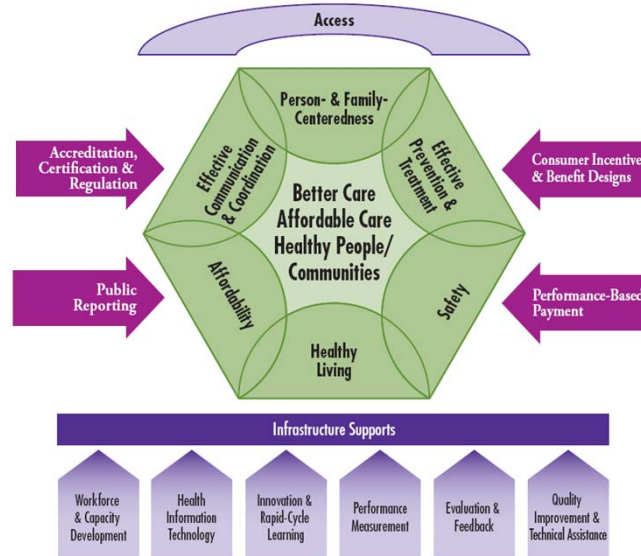 Access
Person- & Family-
Centeredness
Effective
Communication
& Coordination
Effective
Prevention &
Treatment
Accreditation,
Certification &
Regulation
Consumer Incentive
& Benefit Designs
Better Care
Affordable Care
Healthy People/
Communities
Public
Reporting
Affordability
Safety
Performance-Based
Payment
Healthy
Living
Infrastructure Supports
Workforce
& Capacity
Development
Health
Information
Technology
Innovation &
Rapid-Cycle
Learning
Performance
Measurement
Evaluation &
Feedback
Quality
Improvement &
Technical Assistance